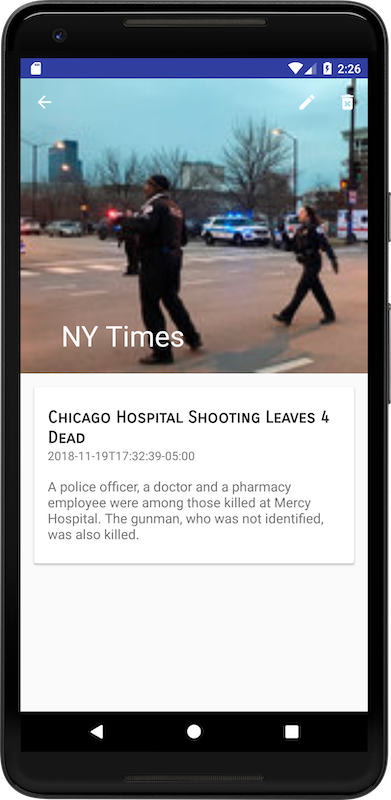 2:26
NY Times
Chicago Hospital Shooting Leaves 4
Dead
2018-11-19T17:32:39-05:00
A police officer, a doctor and a pharmacy
employee were among those killed at Mercy
Hospital. The gunman, who was not identified,
was also killed.